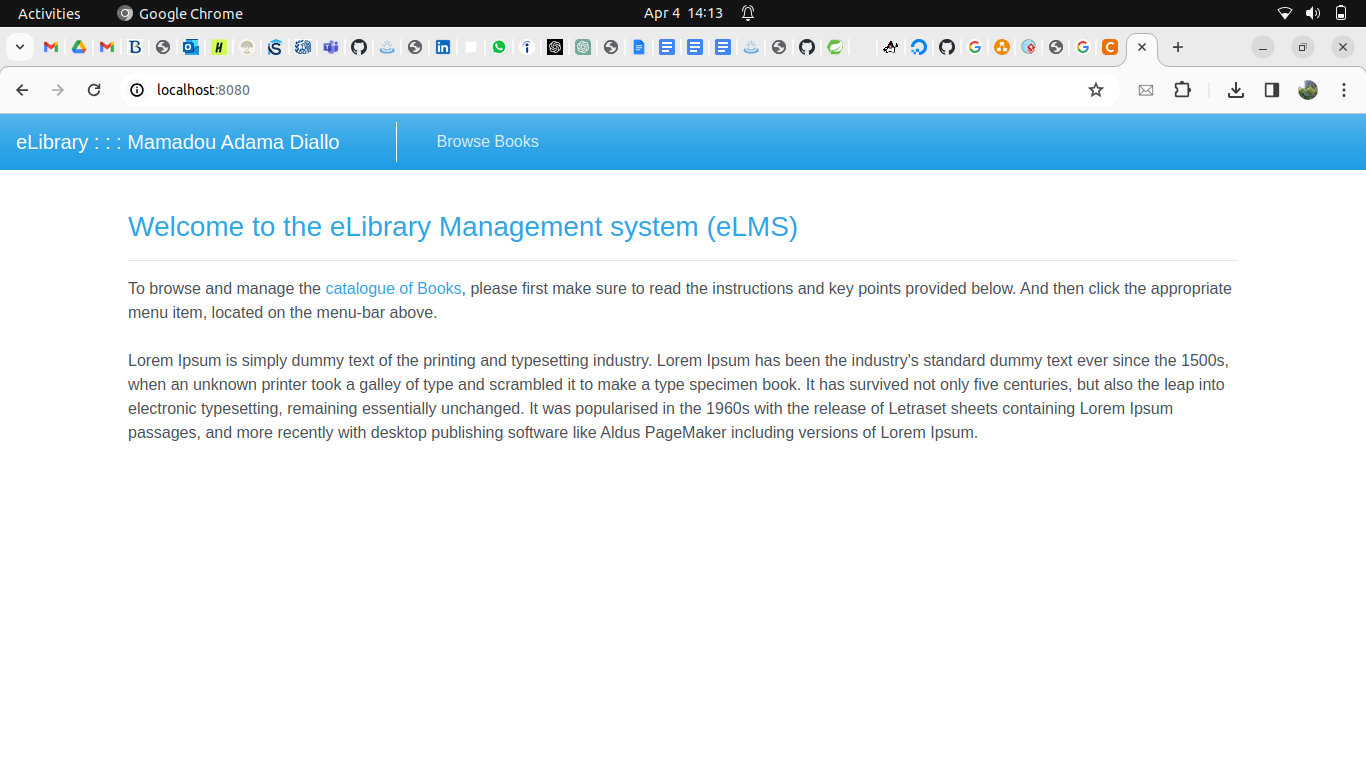 Activities
Google Chrome
Apr 4 14:13
localhost:8080
eLibrary : : : Mamadou Adama Diallo
Browse Books
Welcome to the eLibrary Management system (eLMS)
To browse and manage the catalogue of Books, please first make sure to read the instructions and key points provided below. And then click the appropriate
menu item, located on the menu-bar above.
Lorem Ipsum is simply dummy text of the printing and typesetting industry. Lorem Ipsum has been the industry's standard dummy text ever since the 1500s,
when an unknown printer took a galley of type and scrambled it to make a type specimen book. It has survived not only five centuries, but also the leap into
electronic typesetting, remaining essentially unchanged. It was popularised in the 1960s with the release of Letraset sheets containing Lorem Ipsum
passages, and more recently with desktop publishing software like Aldus PageMaker including versions of Lorem Ipsum.